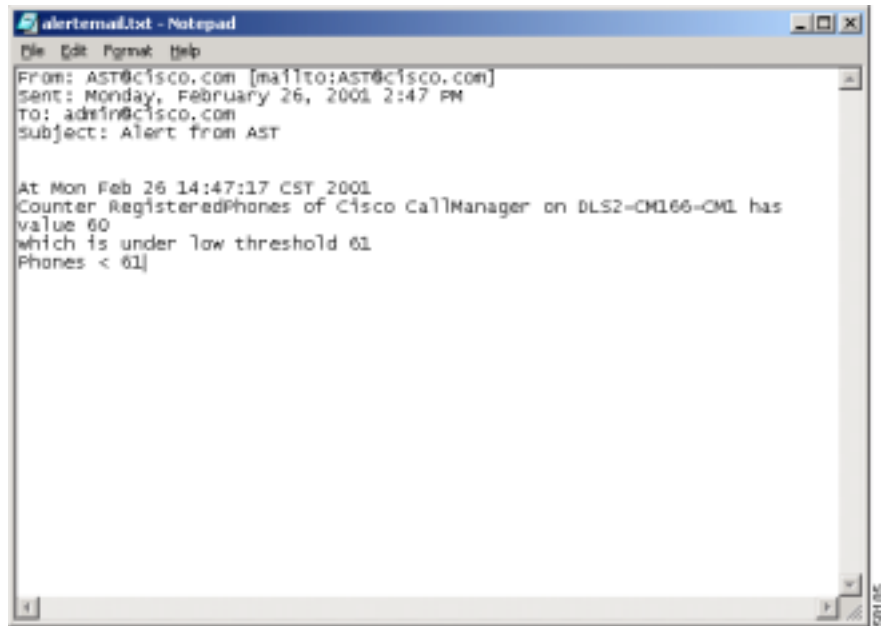 alertemail.txt - Notepad
File Edit Format Help
From: AST@cisco.com [mailto:AST@cisco.com]
Sent: Monday, February 26, 2001 2:47 PM
To: admin@cisco.com
Subject: Alert from AST
At Mon Feb 26 14:47:17 CST 2001
Counter RegisteredPhones of Cisco CallManager on DLS2-CM166-CM1 has
value 60
which is under low threshold 61
Phones < 61